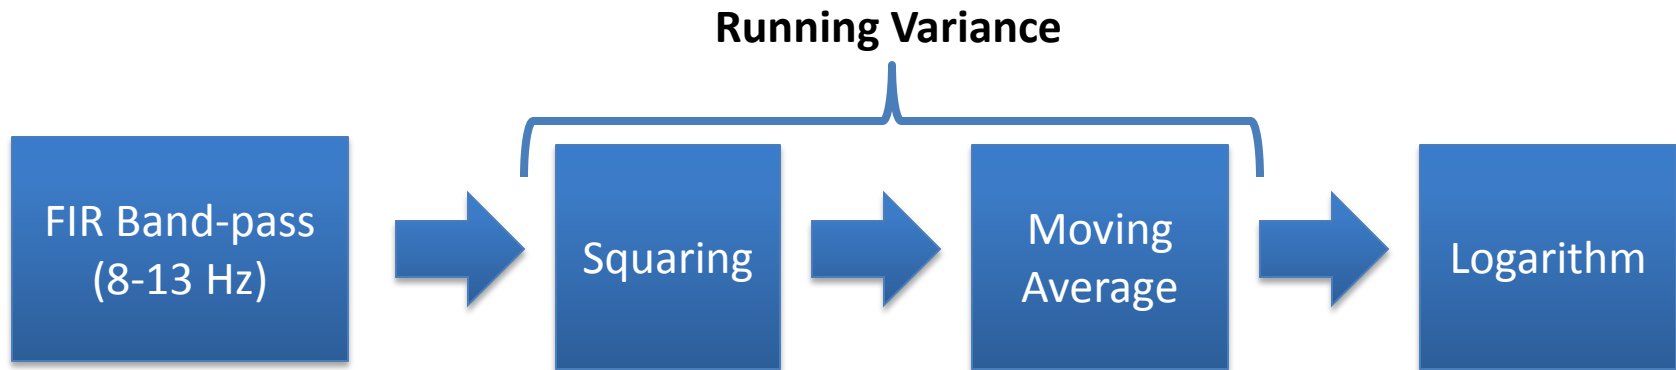 Running Variance
FIR Band-pass
(8-13 Hz)
Squaring
Moving
Average
Logarithm